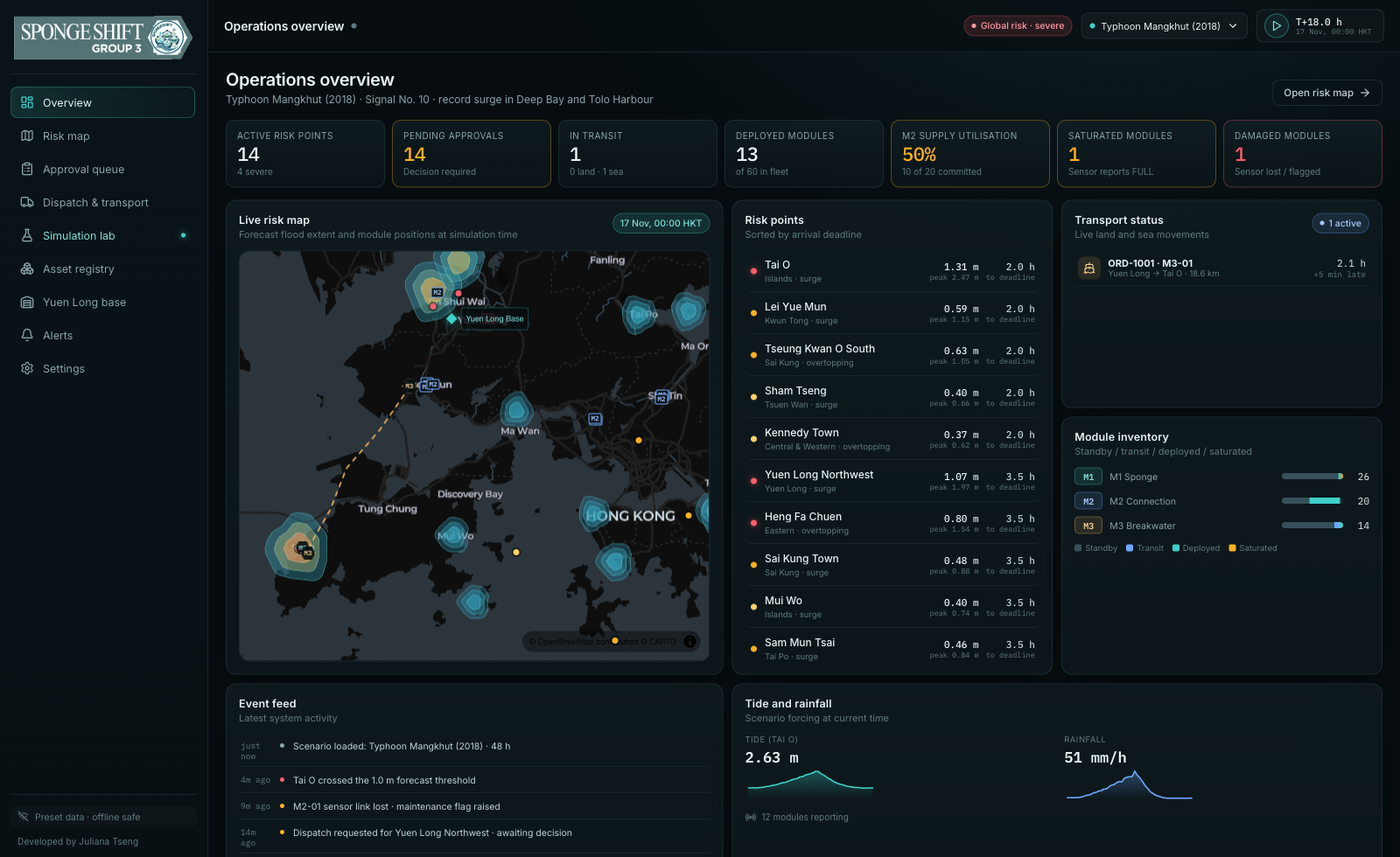 SPONGE SHIFT
GROUP 3
Overview
Risk map
Approval queue
Dispatch & transport
Simulation lab
Asset registry
Yuen Long base
Alerts
Settings
Preset data · offline safe
Developed by Juliana Tseng
Operations overview
Global risk · severe
Typhoon Mangkhut (2018)
T+18.0 h
17 Nov, 00:00 HKT
Operations overview
Typhoon Mangkhut (2018) · Signal No. 10 · record surge in Deep Bay and Tolo Harbour
Open risk map
ACTIVE RISK POINTS
14
4 severe
PENDING APPROVALS
14
Decision required
IN TRANSIT
1
0 land · 1 sea
DEPLOYED MODULES
13
of 60 in fleet
M2 SUPPLY UTILISATION
50%
10 of 20 committed
SATURATED MODULES
1
Sensor reports FULL
DAMAGED MODULES
1
Sensor lost / flagged
Live risk map
Forecast flood extent and module positions at simulation time
17 Nov, 00:00 HKT
Fanling
M2
Shui Wai
Yuen Long Base
Tai Po
Ma On
M3
M2
un
M2
Tin
M2
Ma Wan
Discovery Bay
Tung Chung
HONG KONG
Mui Wo
M3
© OpenStreetMap contributors © CARTO
Risk points
Sorted by arrival deadline
Tai O 1.31 m 2.0 h
Islands · surge peak 2.47 m to deadline
Lei Yue Mun 0.59 m 2.0 h
Kwun Tong · surge peak 1.15 m to deadline
Tseung Kwan O South 0.63 m 2.0 h
Sai Kung · overtopping peak 1.05 m to deadline
Sham Tseng 0.40 m 2.0 h
Tsuen Wan · surge peak 0.66 m to deadline
Kennedy Town 0.37 m 2.0 h
Central & Western · overtopping peak 0.62 m to deadline
Yuen Long Northwest 1.07 m 3.5 h
Yuen Long · surge peak 1.97 m to deadline
Heng Fa Chuen 0.80 m 3.5 h
Eastern · overtopping peak 1.54 m to deadline
Sai Kung Town 0.48 m 3.5 h
Sai Kung · surge peak 0.88 m to deadline
Mui Wo 0.40 m 3.5 h
Islands · surge peak 0.74 m to deadline
Sam Mun Tsai 0.46 m 3.5 h
Tai Po · surge peak 0.84 m to deadline
Transport status
Live land and sea movements
1 active
ORD-1001 · M3-01 2.1 h
Yuen Long → Tai O · 18.6 km +5 min late
Module inventory
Standby / transit / deployed / saturated
M1 M1 Sponge 26
M2 M2 Connection 20
M3 M3 Breakwater 14
Standby Transit Deployed Saturated
Event feed
Latest system activity
just now Scenario loaded: Typhoon Mangkhut (2018) · 48 h
4m ago Tai O crossed the 1.0 m forecast threshold
9m ago M2-01 sensor link lost · maintenance flag raised
14m ago Dispatch requested for Yuen Long Northwest · awaiting decision
Tide and rainfall
Scenario forcing at current time
TIDE (TAI O)
2.63 m
RAINFALL
51 mm/h
12 modules reporting